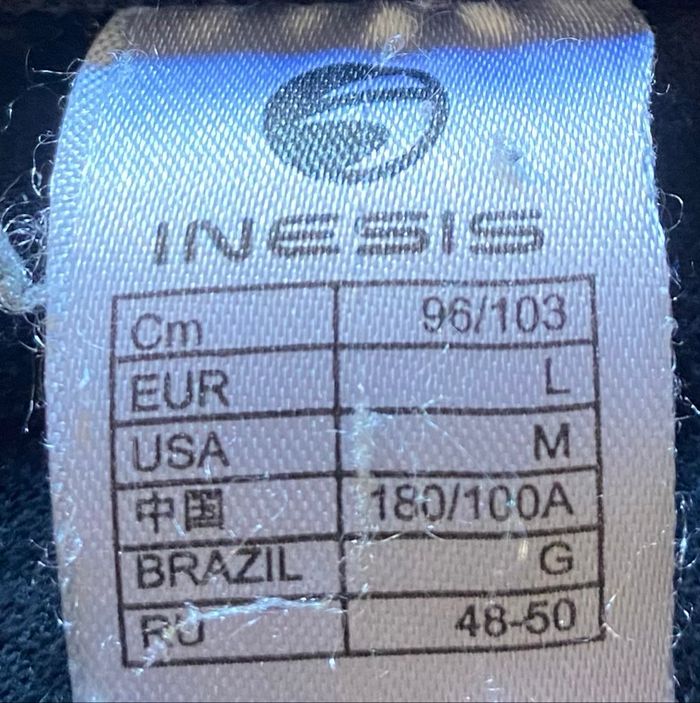 INESIS
Cm 96/103
EUR L
USA M
中国 180/100A
BRAZIL G
RU 48-50